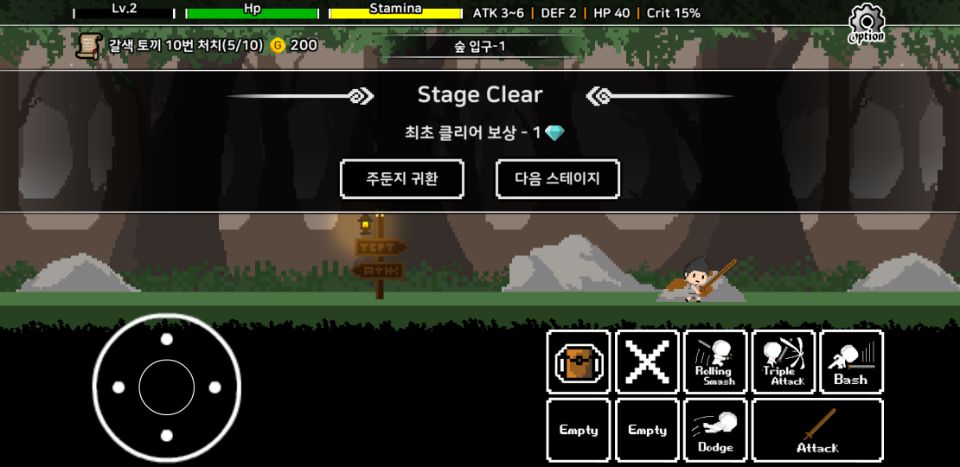 Lv.2 Hp Stamina ATK 3~6 | DEF 2 | HP 40 | Crit 15%
option
갈색 토끼 10번 처치(5/10) G 200
숲 입구-1
Stage Clear
최초 클리어 보상 - 1
주둔지 귀환 다음 스테이지
Rolling Smash
Triple Attack
Bash
Empty
Empty
Dodge
Attack